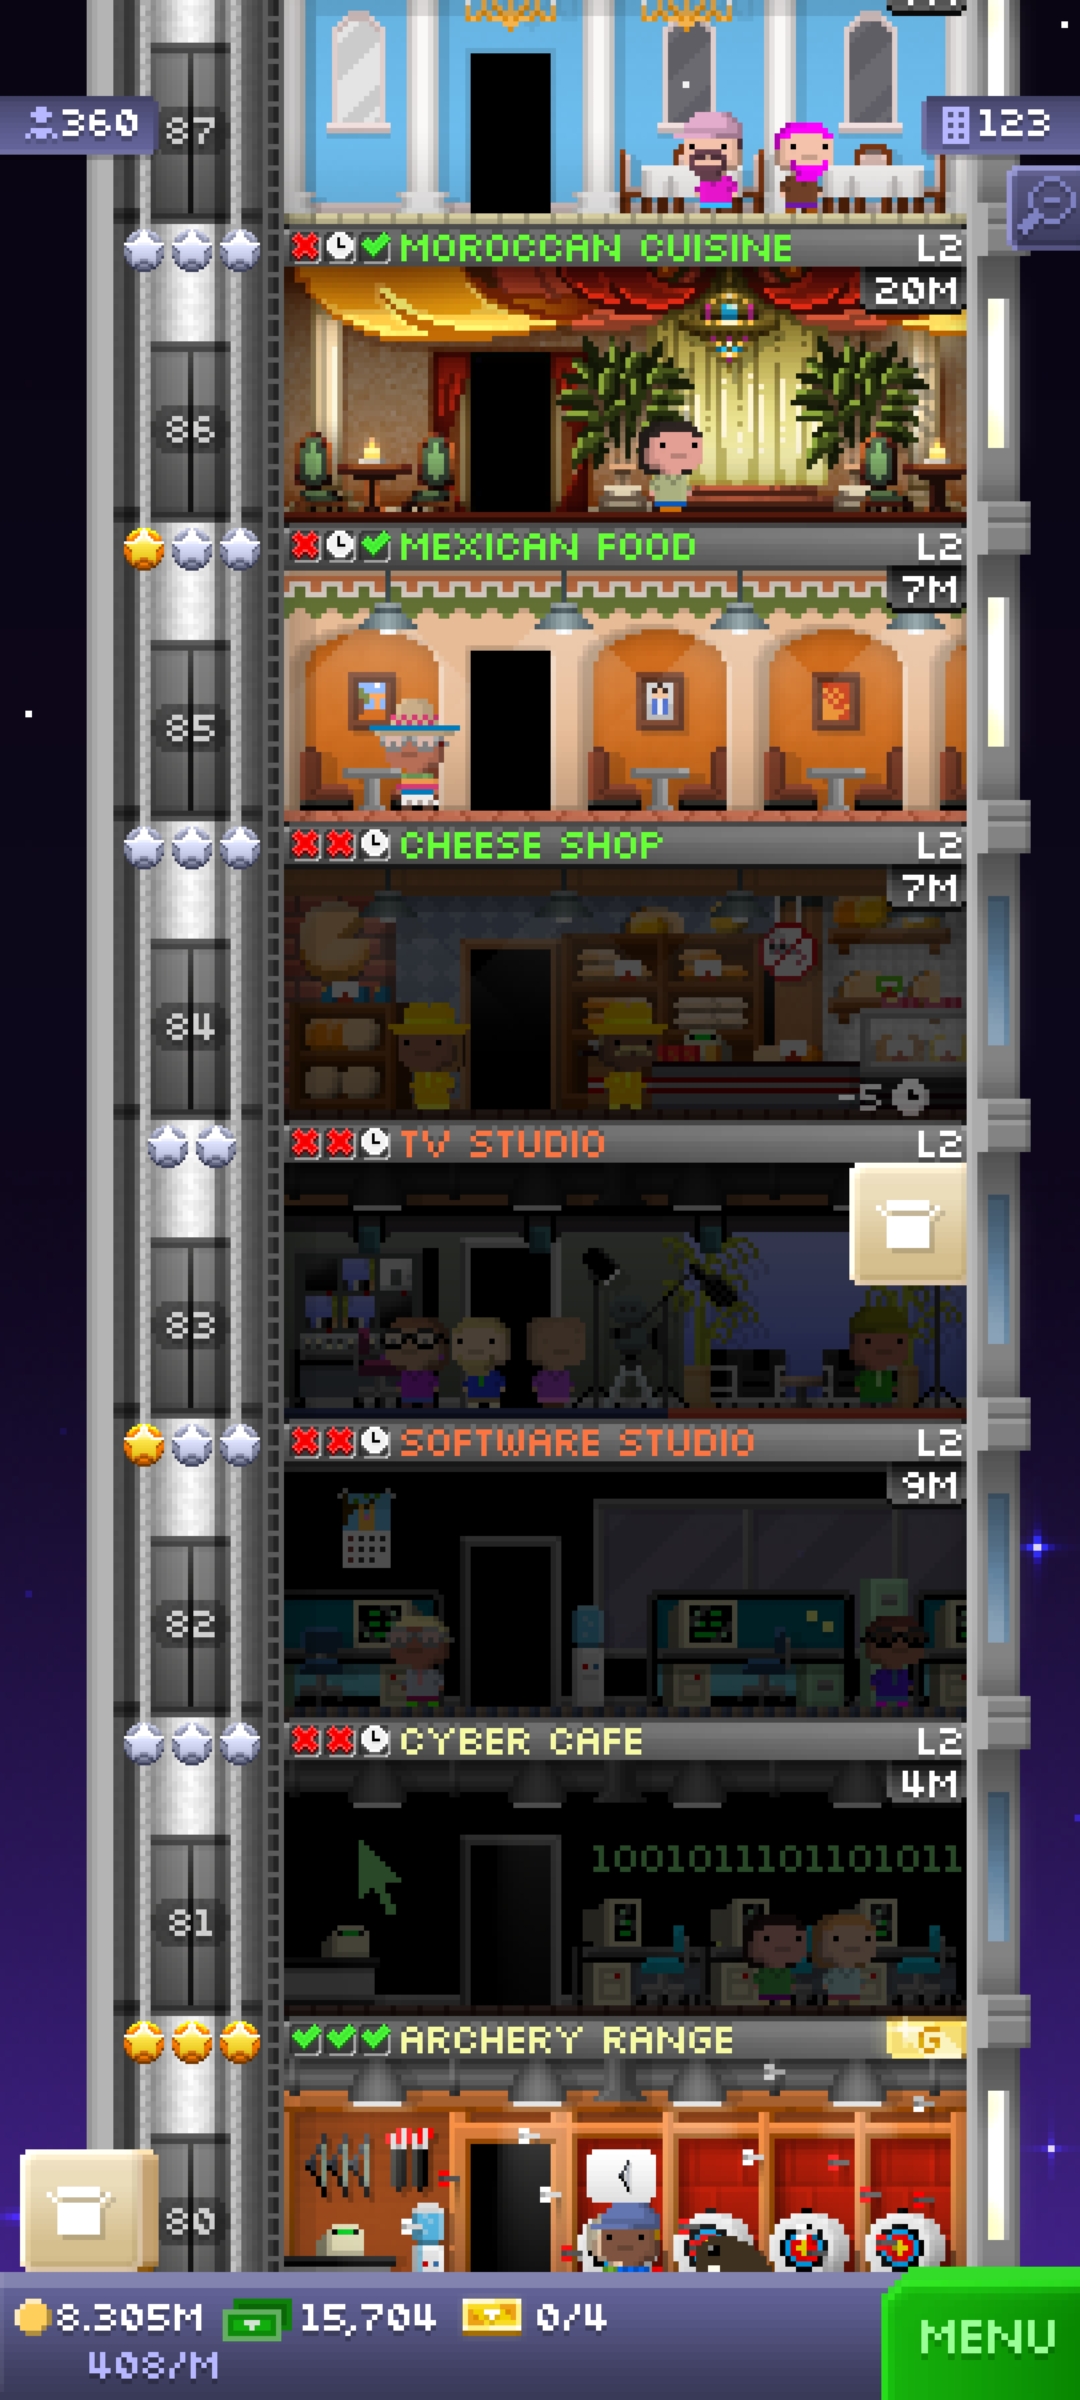 360
87
123
MOROCCAN CUISINE L2
20M
86
MEXICAN FOOD L2
7M
85
CHEESE SHOP L2
7M
84
-5
TV STUDIO L2
83
SOFTWARE STUDIO L2
9M
82
CYBER CAFE L2
4M
1001011101101011
81
ARCHERY RANGE G
80
8.305M 15,704 0/4
408/M
MENU